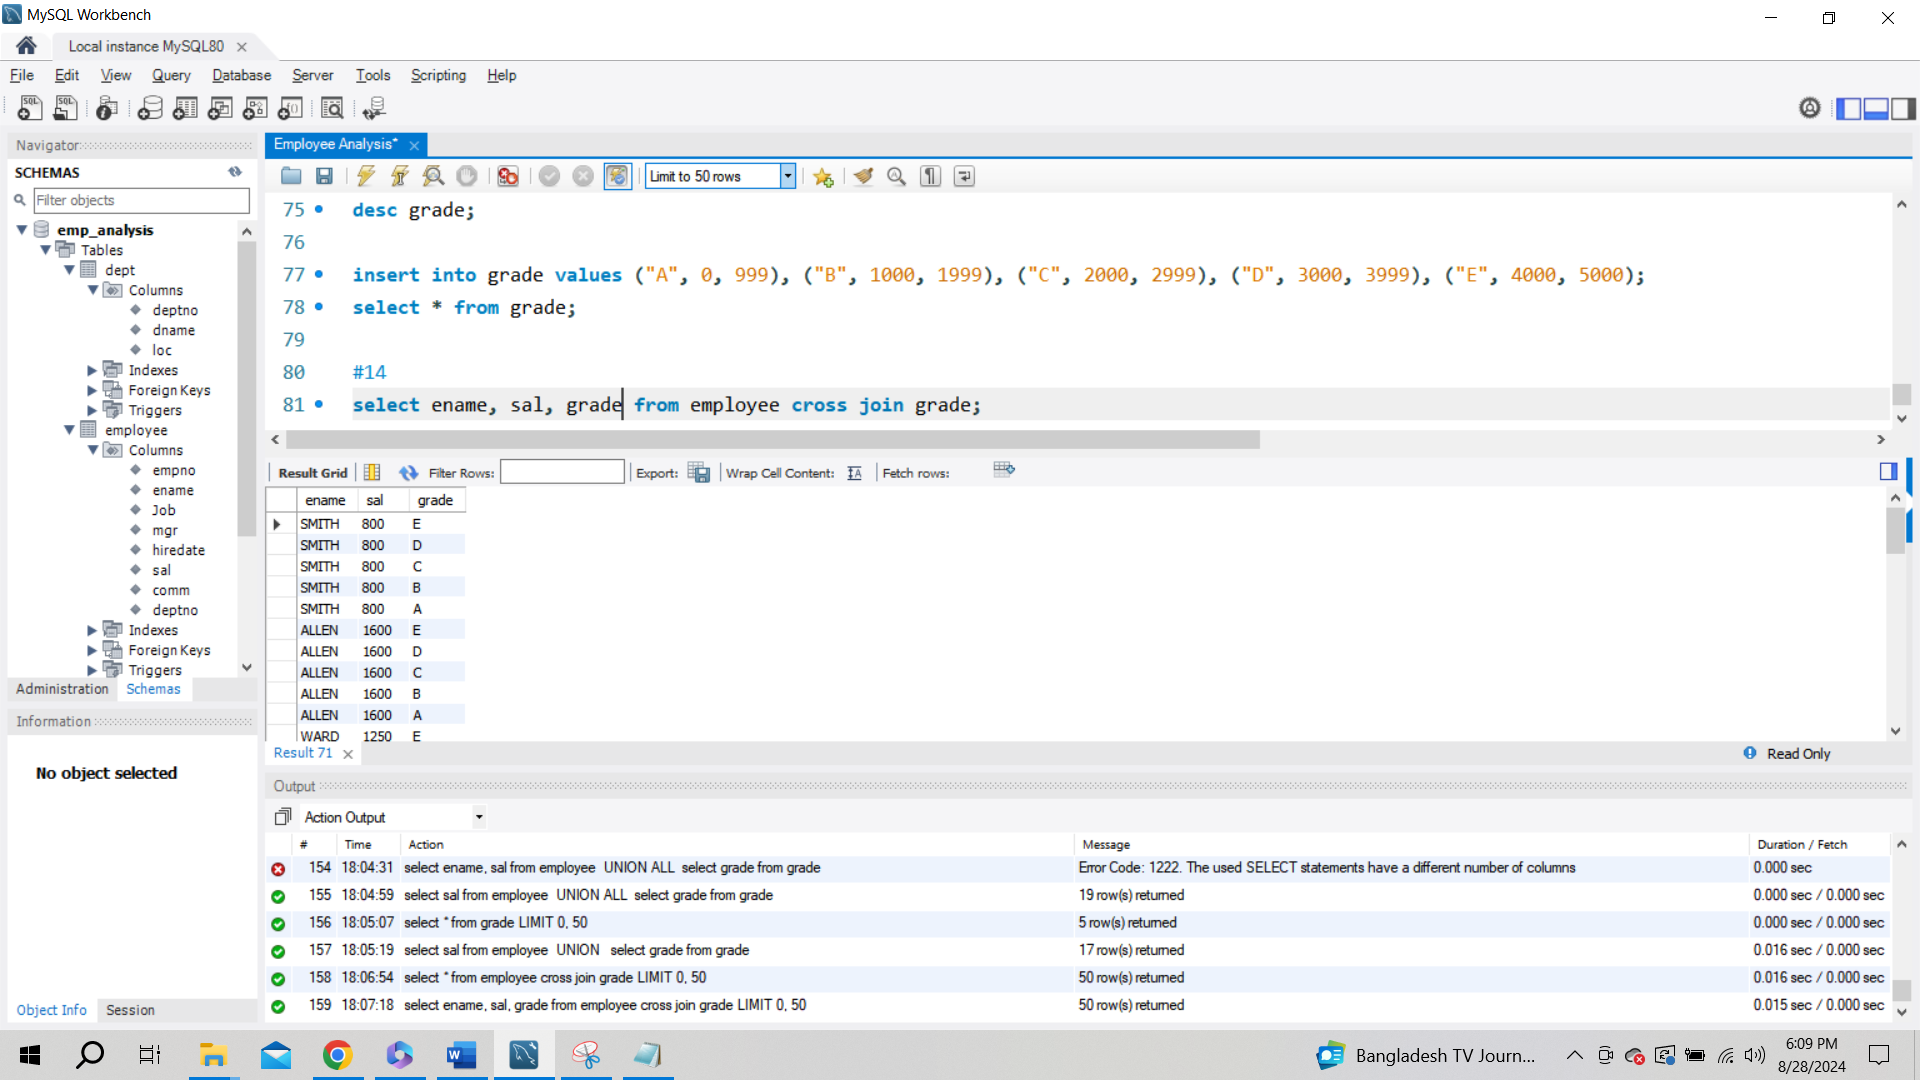 MySQL Workbench
Local instance MySQL80
File Edit View Query Database Server Tools Scripting Help
Navigator
SCHEMAS
Filter objects
emp_analysis
Tables
dept
Columns
deptno
dname
loc
Indexes
Foreign Keys
Triggers
employee
Columns
empno
ename
Job
mgr
hiredate
sal
comm
deptno
Indexes
Foreign Keys
Triggers
Administration Schemas
Information
No object selected
Object Info Session
Employee Analysis*
Limit to 50 rows
75 desc grade;
76
77 insert into grade values ("A", 0, 999), ("B", 1000, 1999), ("C", 2000, 2999), ("D", 3000, 3999), ("E", 4000, 5000);
78 select * from grade;
79
80 #14
81 select ename, sal, grade from employee cross join grade;
Result Grid Filter Rows: Export: Wrap Cell Content: Fetch rows:
ename sal grade
SMITH 800 E
SMITH 800 D
SMITH 800 C
SMITH 800 B
SMITH 800 A
ALLEN 1600 E
ALLEN 1600 D
ALLEN 1600 C
ALLEN 1600 B
ALLEN 1600 A
WARD 1250 E
Result 71 Read Only
Output
Action Output
# Time Action Message Duration / Fetch
154 18:04:31 select ename, sal from employee UNION ALL select grade from grade Error Code: 1222. The used SELECT statements have a different number of columns 0.000 sec
155 18:04:59 select sal from employee UNION ALL select grade from grade 19 row(s) returned 0.000 sec / 0.000 sec
156 18:05:07 select * from grade LIMIT 0, 50 5 row(s) returned 0.000 sec / 0.000 sec
157 18:05:19 select sal from employee UNION select grade from grade 17 row(s) returned 0.016 sec / 0.000 sec
158 18:06:54 select * from employee cross join grade LIMIT 0, 50 50 row(s) returned 0.016 sec / 0.000 sec
159 18:07:18 select ename, sal, grade from employee cross join grade LIMIT 0, 50 50 row(s) returned 0.015 sec / 0.000 sec
Bangladesh TV Journ...
6:09 PM
8/28/2024